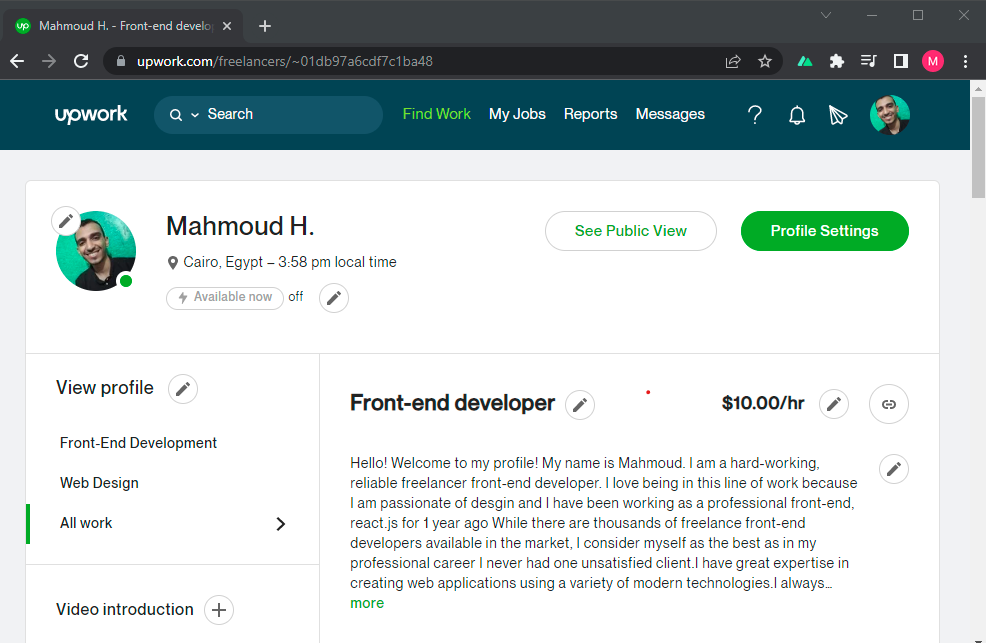 up Mahmoud H. - Front-end develo
upwork.com/freelancers/~01db97a6cdf7c1ba48
M
upwork
Search
Find Work My Jobs Reports Messages
Mahmoud H.
Cairo, Egypt – 3:58 pm local time
Available now off
See Public View
Profile Settings
View profile
Front-End Development
Web Design
All work
Video introduction
Front-end developer
$10.00/hr
Hello! Welcome to my profile! My name is Mahmoud. I am a hard-working,
reliable freelancer front-end developer. I love being in this line of work because
I am passionate of desgin and I have been working as a professional front-end,
react.js for 1 year ago While there are thousands of freelance front-end
developers available in the market, I consider myself as the best as in my
professional career I never had one unsatisfied client.I have great expertise in
creating web applications using a variety of modern technologies.I always...
more